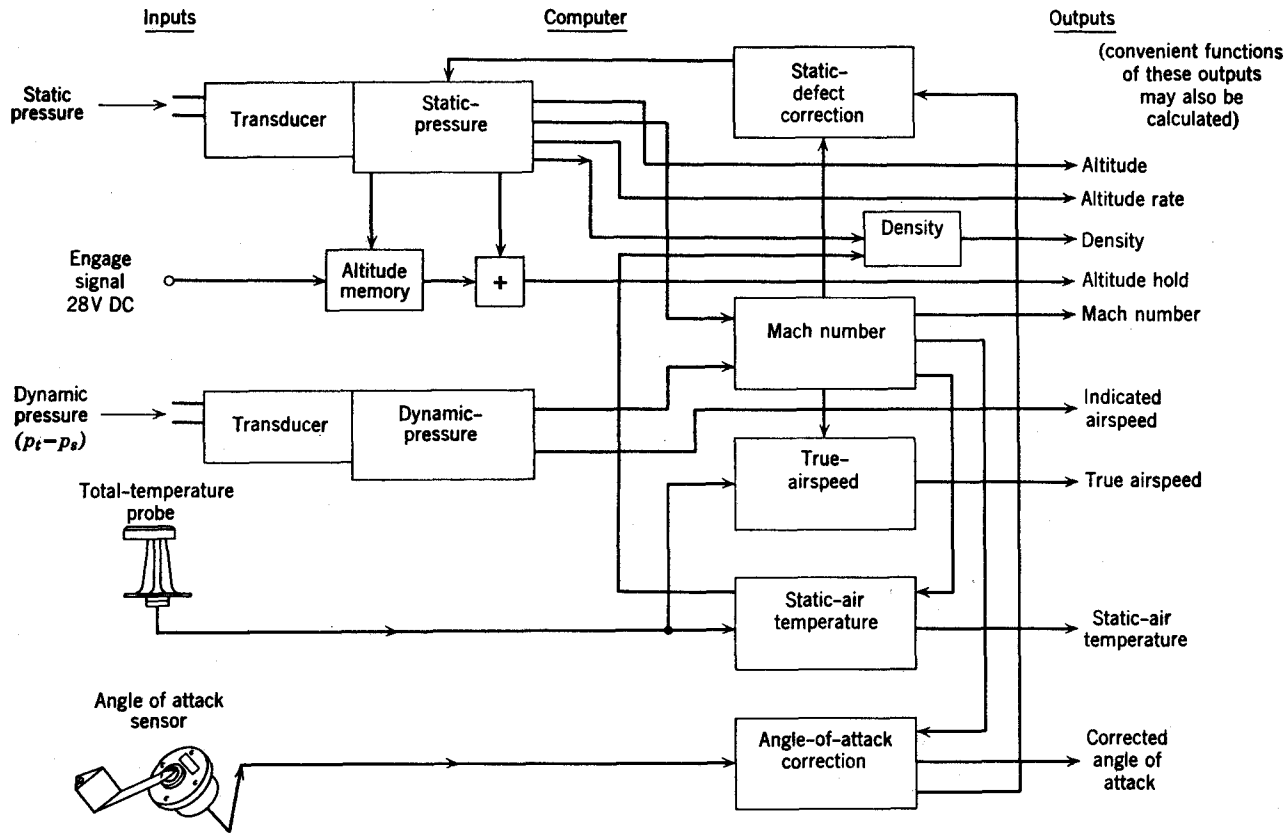 Inputs
Computer
Outputs
(convenient functions
of these outputs
may also be
calculated)
Static
pressure
Transducer
Static-
pressure
Static-
defect
correction
Altitude
Altitude rate
Density
Density
Engage
signal
28V DC
Altitude
memory
+
Altitude hold
Mach number
Mach number
Dynamic
pressure
(pₜ−pₛ)
Transducer
Dynamic-
pressure
Indicated
airspeed
True-
airspeed
True airspeed
Total-temperature
probe
Static-air
temperature
Static-air
temperature
Angle of attack
sensor
Angle-of-attack
correction
Corrected
angle of
attack